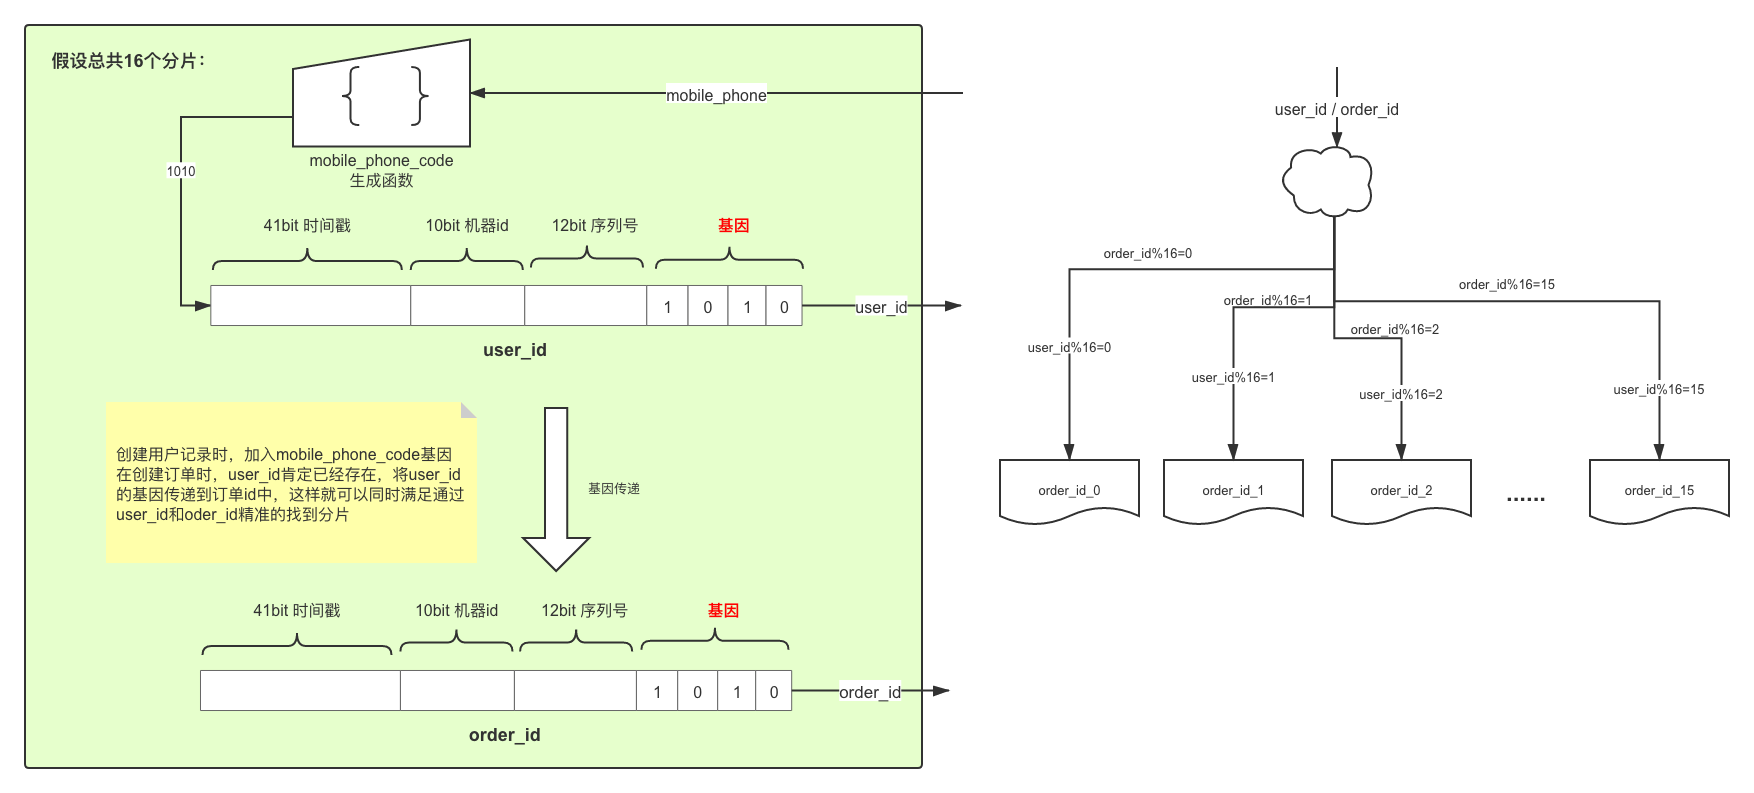 假设总共16个分片：
mobile_phone
mobile_phone_code
生成函数
1010
41bit 时间戳
10bit 机器id
12bit 序列号
基因
1 0 1 0
user_id
user_id
创建用户记录时，加入mobile_phone_code基因
在创建订单时，user_id肯定已经存在，将user_id
的基因传递到订单id中，这样就可以同时满足通过
user_id和oder_id精准的找到分片
基因传递
41bit 时间戳
10bit 机器id
12bit 序列号
基因
1 0 1 0
order_id
order_id
user_id / order_id
order_id%16=0
order_id%16=1
order_id%16=2
order_id%16=15
user_id%16=0
user_id%16=1
user_id%16=2
user_id%16=15
order_id_0
order_id_1
order_id_2
......
order_id_15